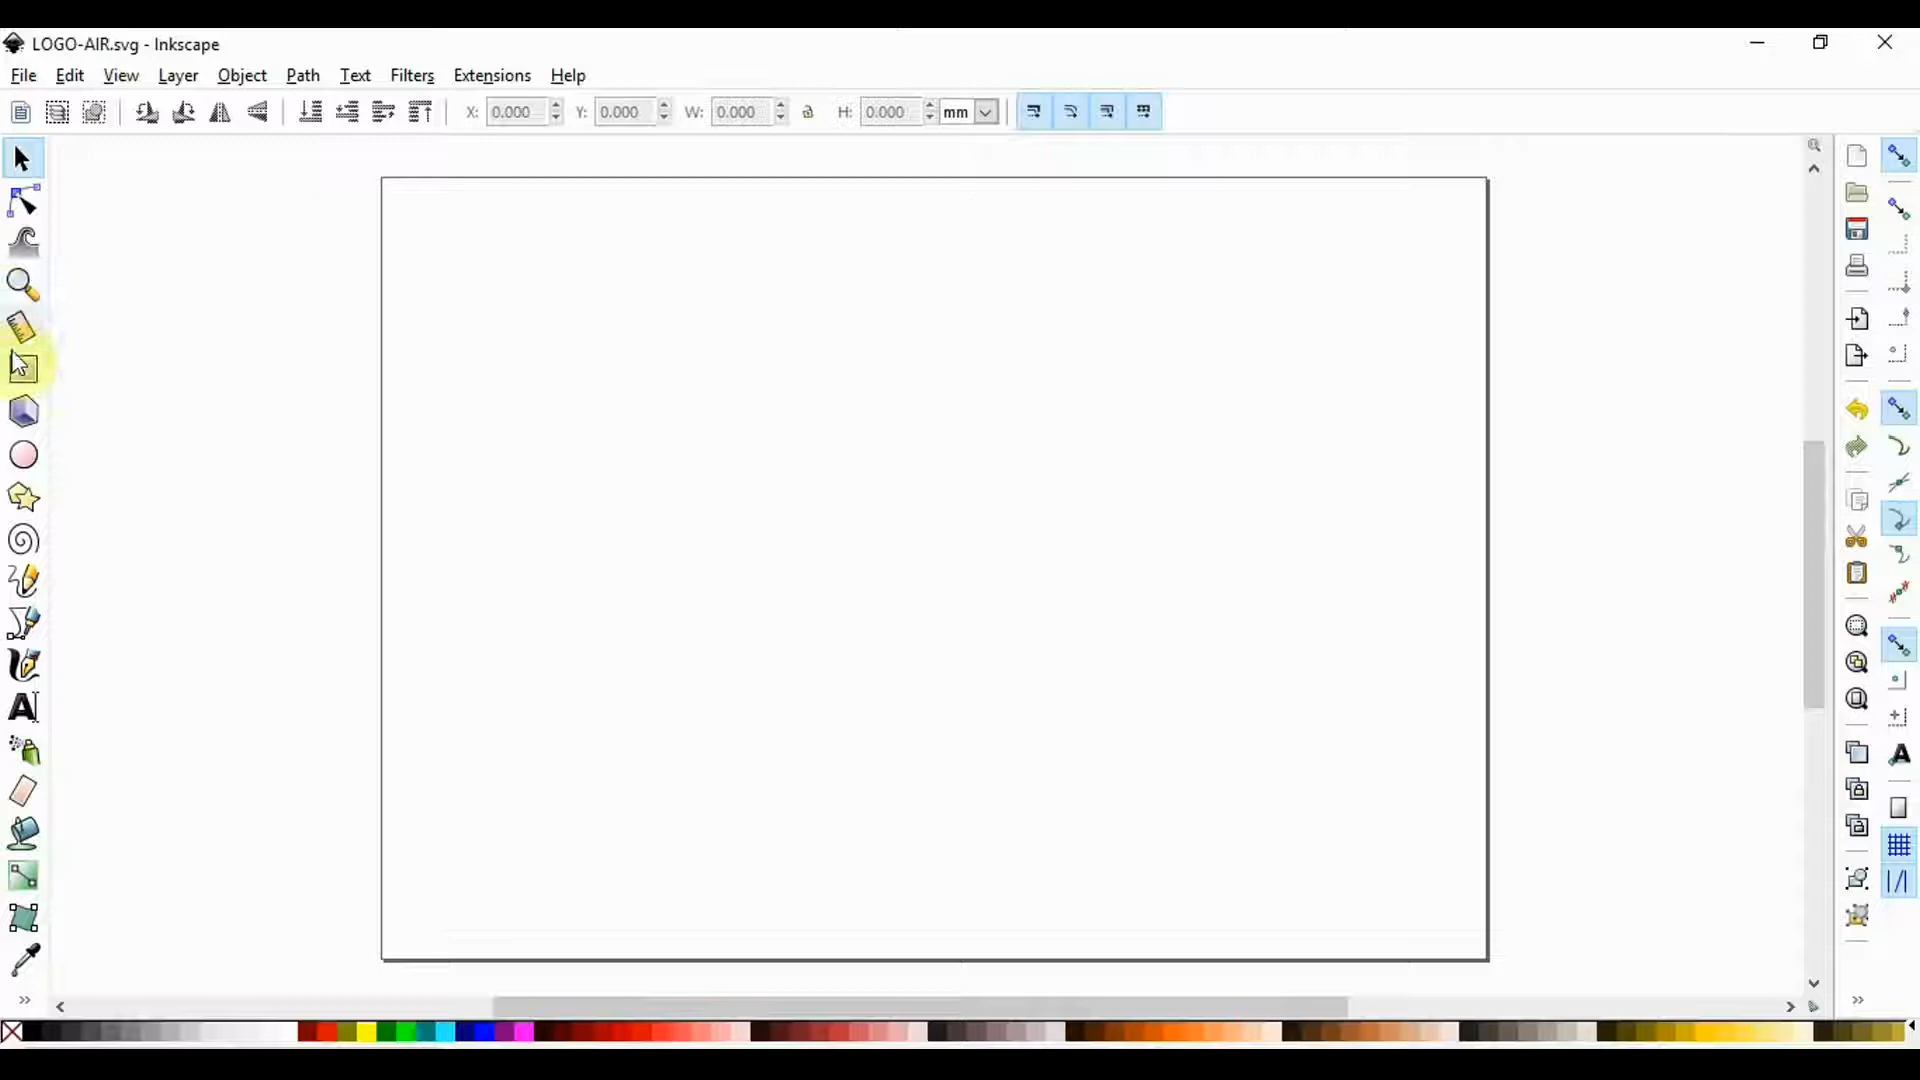 LOGO-AIR.svg - Inkscape
File Edit View Layer Object Path Text Filters Extensions Help
X: 0.000 Y: 0.000 W: 0.000 H: 0.000 mm